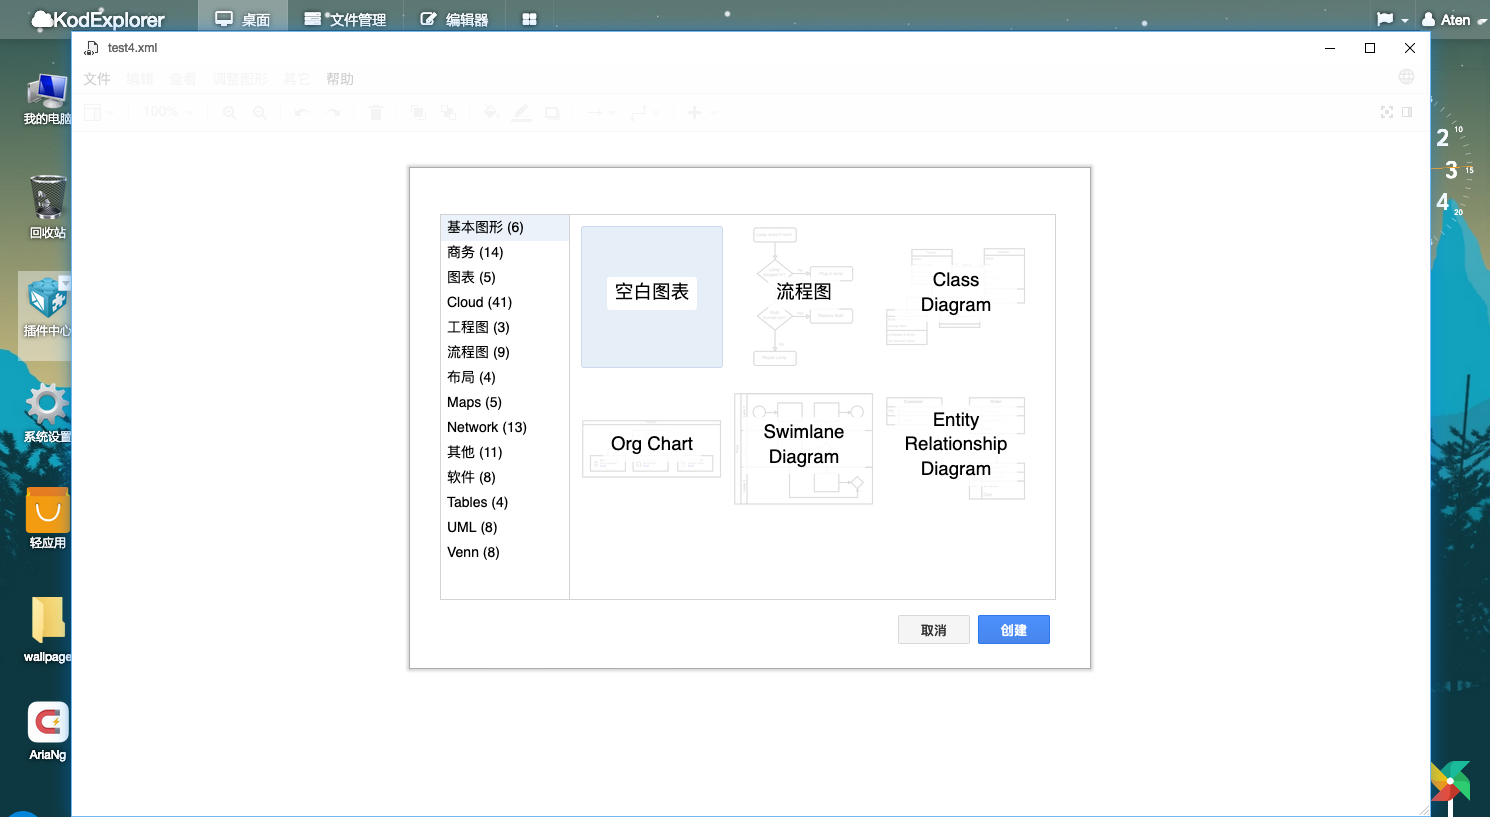 KodExplorer
桌面
文件管理
编辑器
Aten
test4.xml
文件 编辑 查看 调整图形 其它 帮助
100%
我的电脑
回收站
插件中心
系统设置
轻应用
wallpage
AriaNg
基本图形 (6)
商务 (14)
图表 (5)
Cloud (41)
工程图 (3)
流程图 (9)
布局 (4)
Maps (5)
Network (13)
其他 (11)
软件 (8)
Tables (4)
UML (8)
Venn (8)
空白图表
流程图
Class
Diagram
Org Chart
Swimlane
Diagram
Entity
Relationship
Diagram
取消
创建
2
10
3
15
4
20